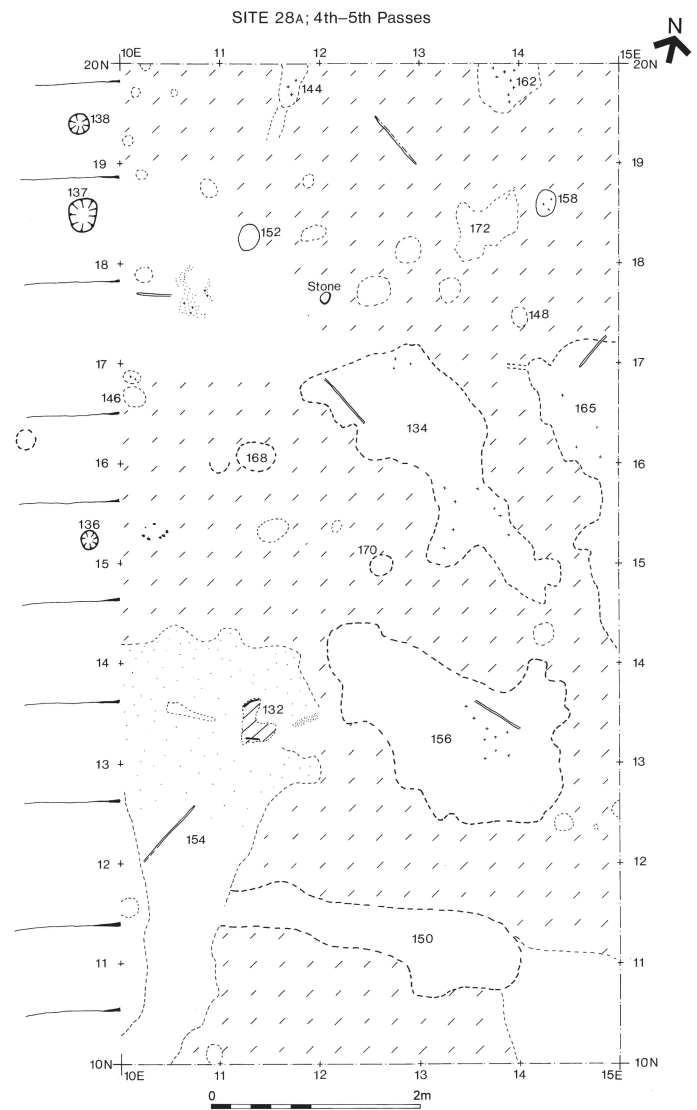 SITE 28A; 4th–5th Passes
N
10E 11 12 13 14 15E
20N 20N
144
162
138
19 19
137
158
152
172
18 18
Stone
148
17 17
146
165
134
16 168 16
136
170
15 15
14 14
132
156
13 13
154
12 12
150
11 11
10N 10N
10E 11 12 13 14 15E
0 2m